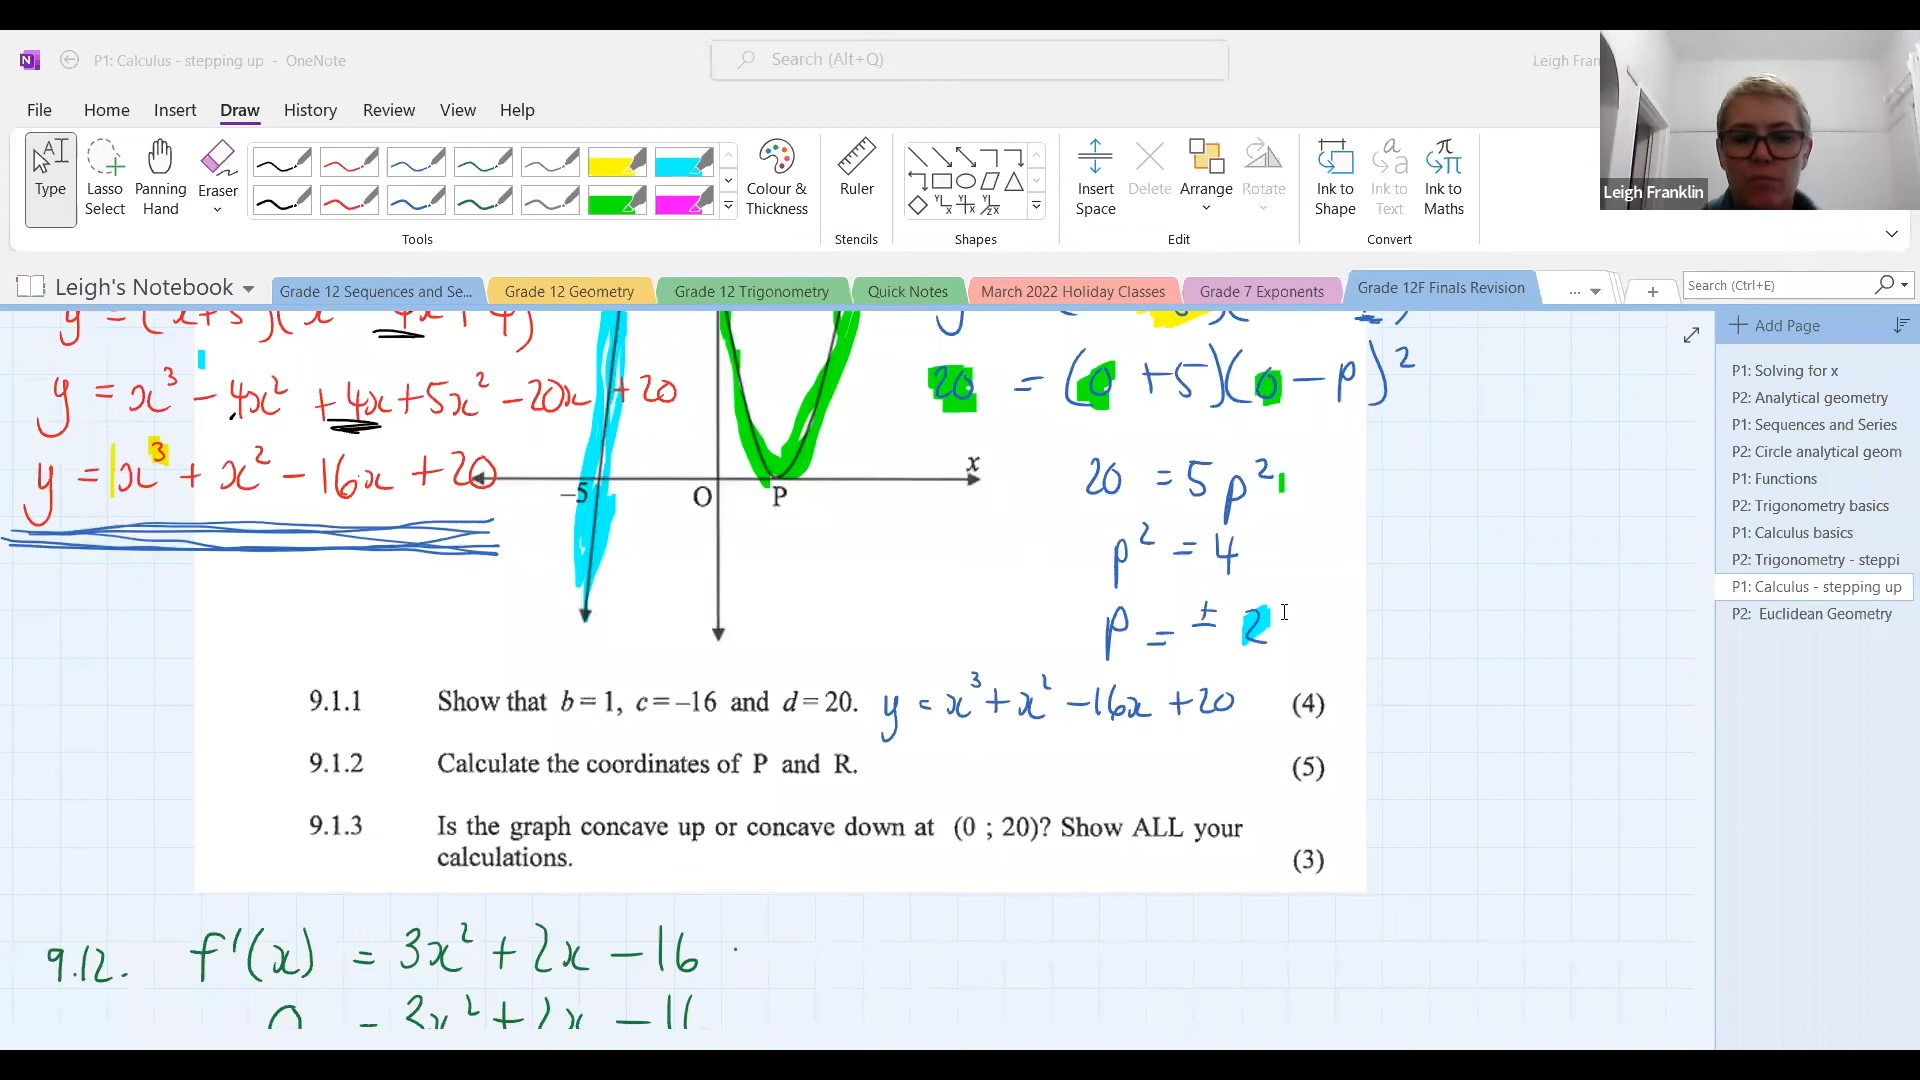 P1: Calculus - stepping up - OneNote
Search (Alt+Q)
Leigh Fran
File Home Insert Draw History Review View Help
Type
Lasso Select
Panning Hand
Eraser
Colour & Thickness
Ruler
Insert Space
Delete
Arrange
Rotate
Ink to Shape
Ink to Text
Ink to Maths
Leigh Franklin
Tools Stencils Shapes Edit Convert
Leigh's Notebook
Grade 12 Sequences and Se...
Grade 12 Geometry
Grade 12 Trigonometry
Quick Notes
March 2022 Holiday Classes
Grade 7 Exponents
Grade 12F Finals Revision
...
Search (Ctrl+E)
Add Page
P1: Solving for x
P2: Analytical geometry
P1: Sequences and Series
P2: Circle analytical geom
P1: Functions
P2: Trigonometry basics
P1: Calculus basics
P2: Trigonometry - steppi
P1: Calculus - stepping up
P2: Euclidean Geometry
y = x³ - 4x² + 4x + 5x² - 20x + 20
y = x³ + x² - 16x + 20
-5 O P x
20 = (0 + 5)(0 - p)²
20 = 5p²
p² = 4
p = ± 2
9.1.1 Show that b = 1, c = –16 and d = 20. y = x³ + x² - 16x + 20 (4)
9.1.2 Calculate the coordinates of P and R. (5)
9.1.3 Is the graph concave up or concave down at (0 ; 20)? Show ALL your
calculations. (3)
9.12. f'(x) = 3x² + 2x - 16
0 = 3x² + 2x - 16